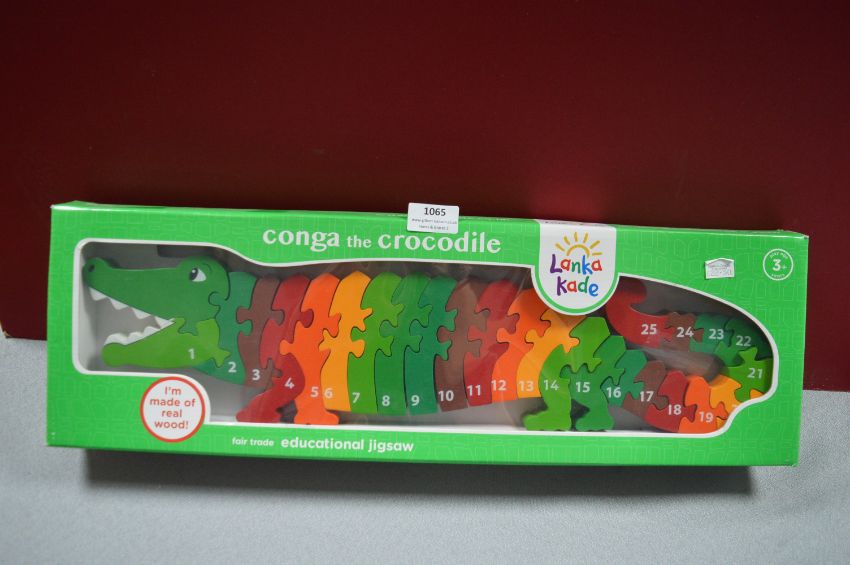 1065
conga the crocodile
Lanka
Kade
3+
1 2 3 4 5 6 7 8 9 10 11 12 13 14 15 16 17 18 19 21 22 23 24 25
I'm
made of
real
wood!
fair trade educational jigsaw